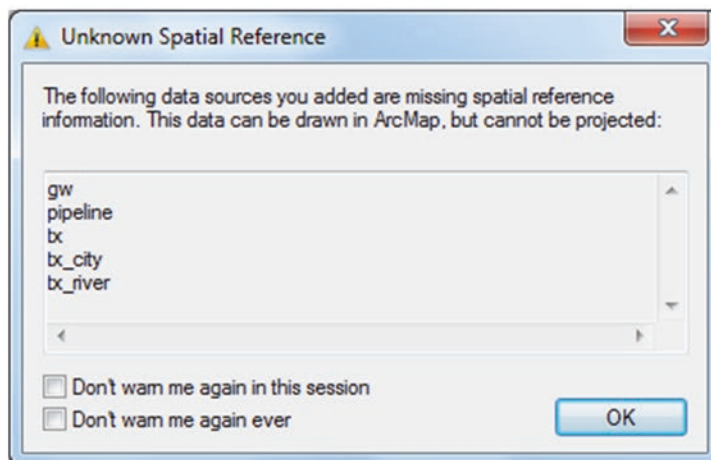 Unknown Spatial Reference
The following data sources you added are missing spatial reference
information. This data can be drawn in ArcMap, but cannot be projected:
gw
pipeline
tx
tx_city
tx_river
Don't warn me again in this session
Don't warn me again ever
OK